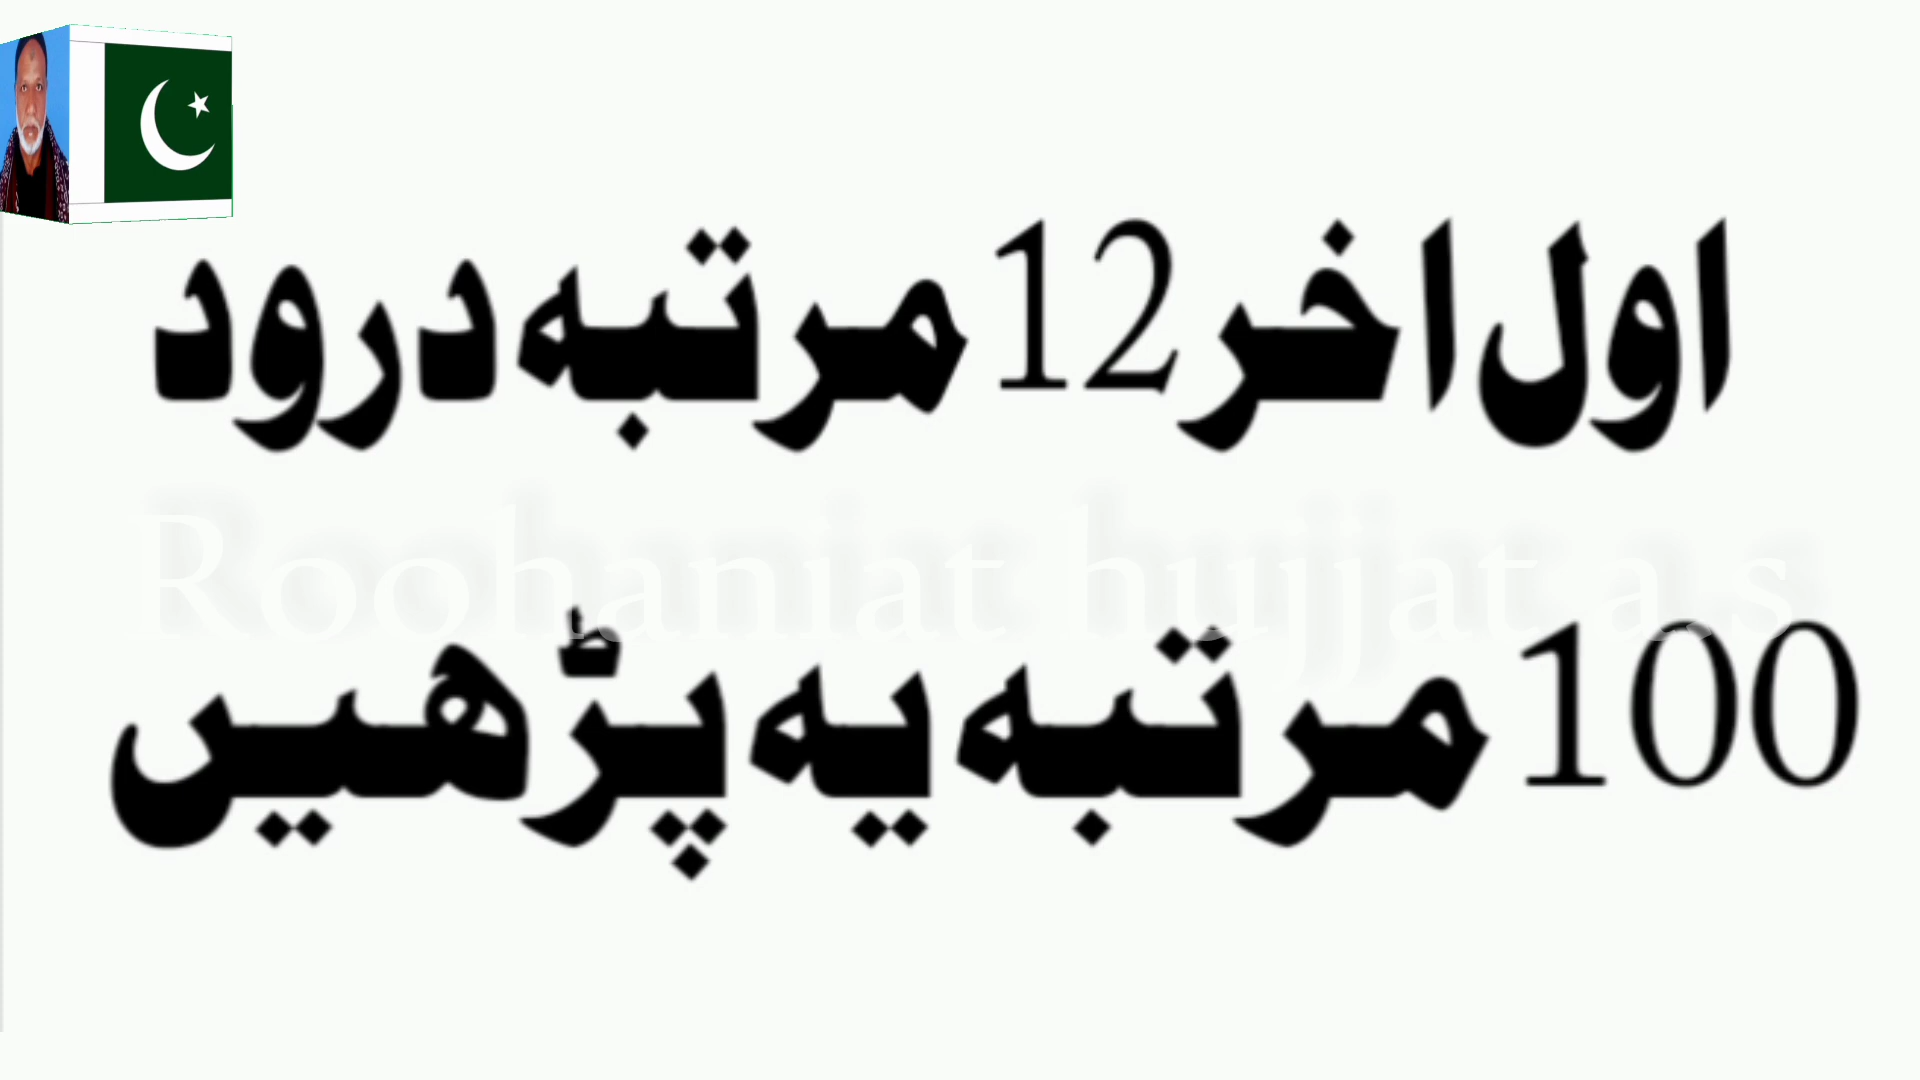 اول اخر 12 مرتبہ درود
Roohaniat hujjat a.s
100 مرتبہ یہ پڑھیں